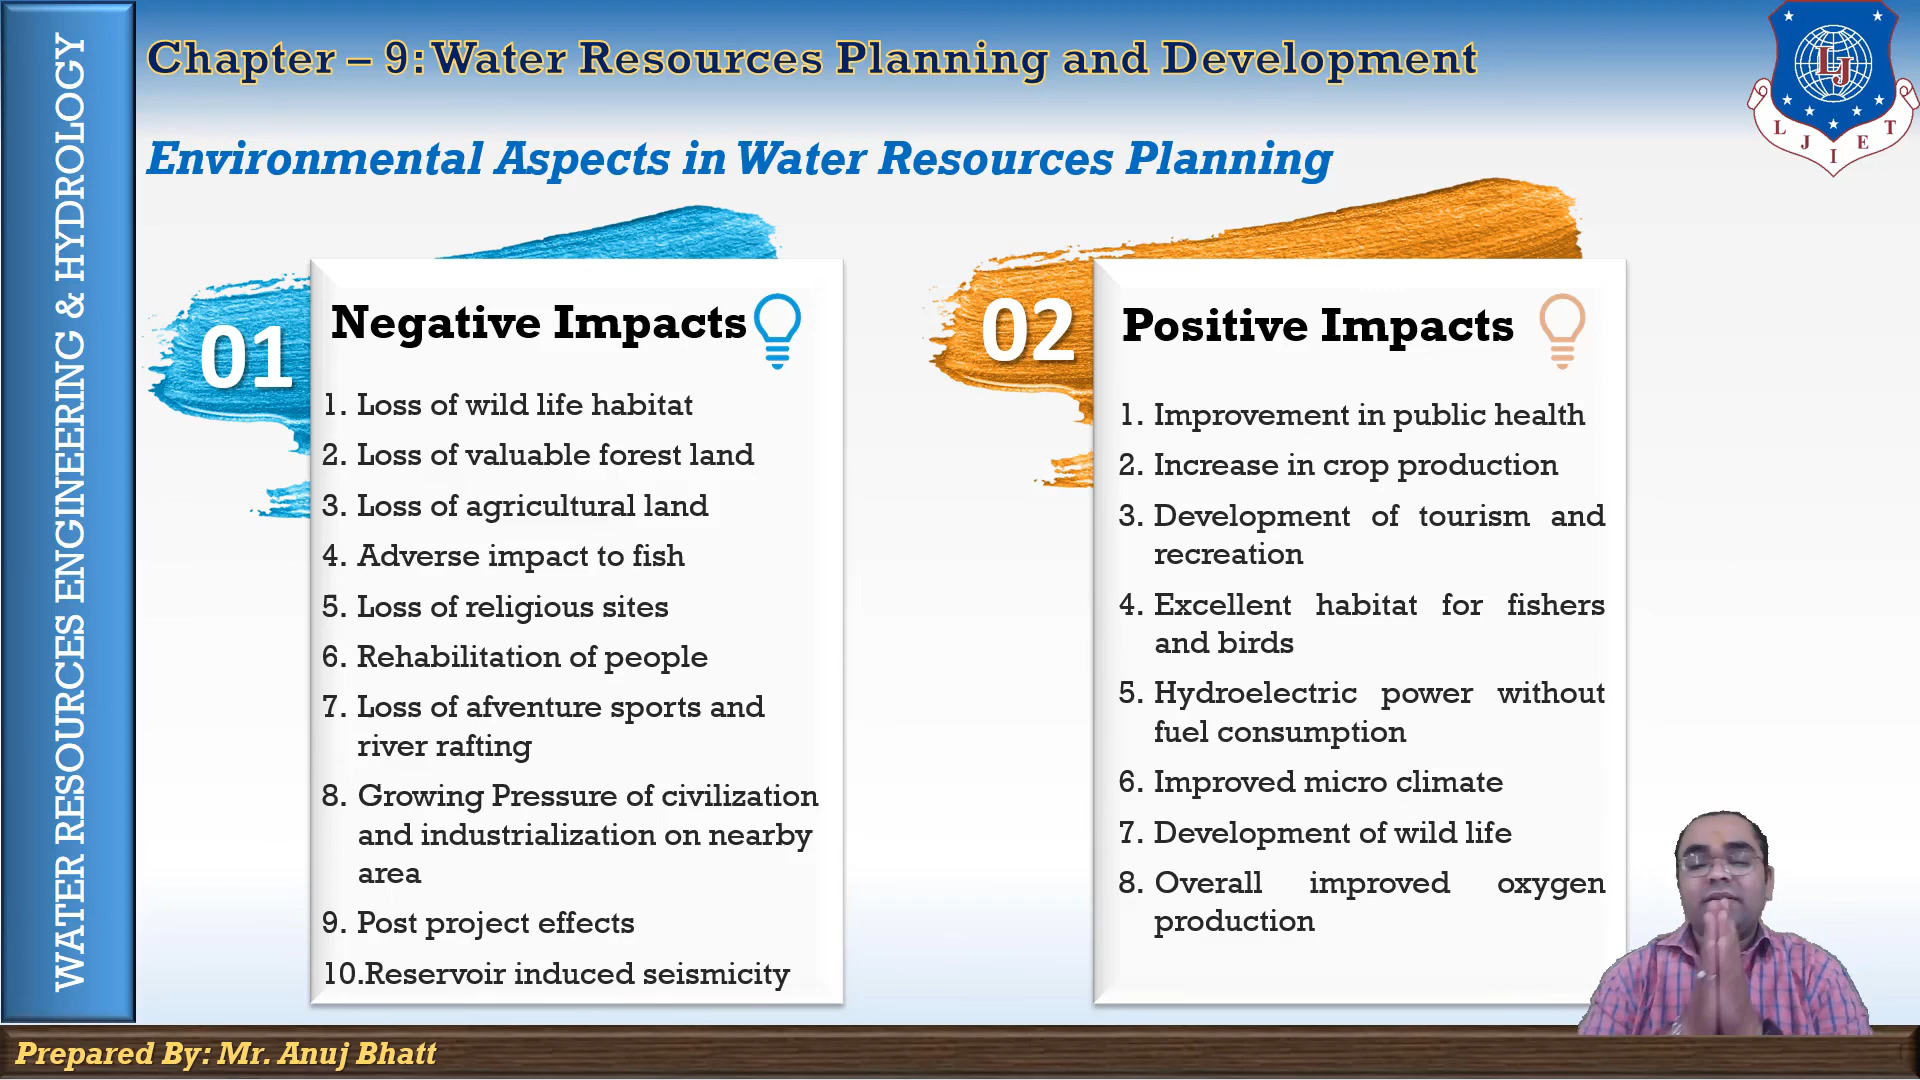 WATER RESOURCES ENGINEERING & HYDROLOGY
Chapter – 9: Water Resources Planning and Development
Environmental Aspects in Water Resources Planning
LJ
L J I E T
01
Negative Impacts
1. Loss of wild life habitat
2. Loss of valuable forest land
3. Loss of agricultural land
4. Adverse impact to fish
5. Loss of religious sites
6. Rehabilitation of people
7. Loss of afventure sports and
river rafting
8. Growing Pressure of civilization
and industrialization on nearby
area
9. Post project effects
10.Reservoir induced seismicity
02
Positive Impacts
1. Improvement in public health
2. Increase in crop production
3. Development of tourism and
recreation
4. Excellent habitat for fishers
and birds
5. Hydroelectric power without
fuel consumption
6. Improved micro climate
7. Development of wild life
8. Overall improved oxygen
production
Prepared By: Mr. Anuj Bhatt